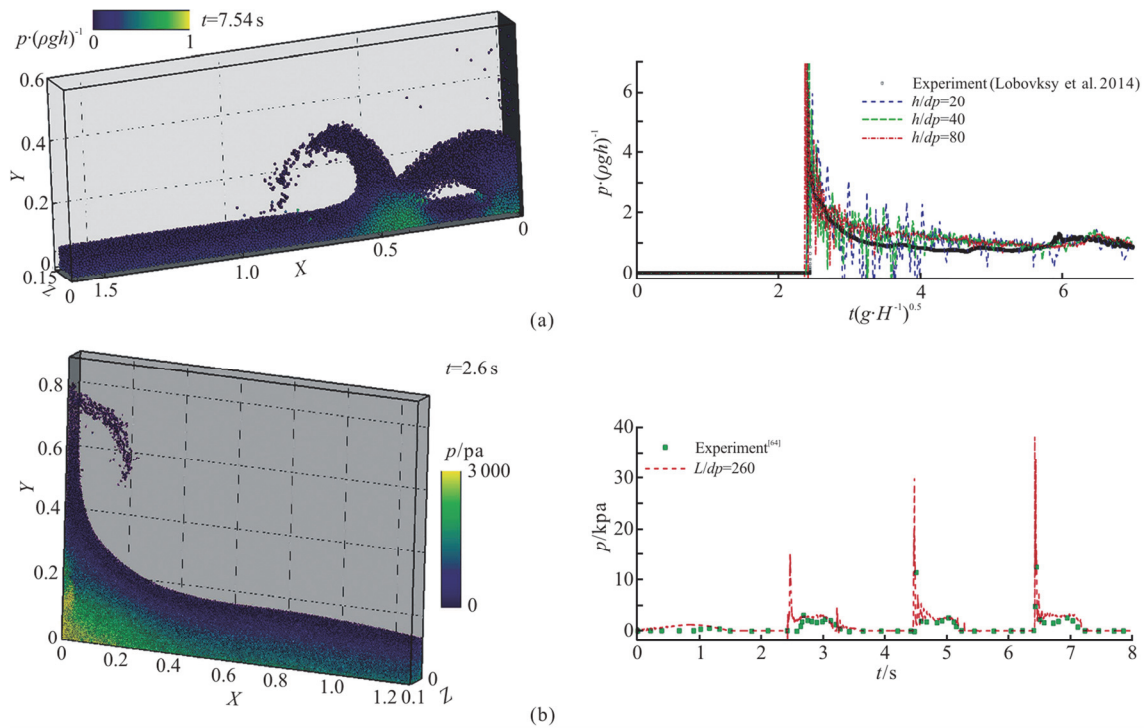 p·(ρgh)⁻¹ 0 1 t=7.54 s
0.6
0.4
Y
0.2
0
0.15
Z
0
1.5
1.0
X
0.5
0
p·(ρgh)⁻¹
6
4
2
0
Experiment (Lobovksy et al. 2014)
h/dp=20
h/dp=40
h/dp=80
0 2 4 6
t(g·H⁻¹)⁰·⁵
(a)
t=2.6 s
0.8
0.6
Y
0.4
0.2
0
p/pa
3 000
0
0 0.2 0.4 0.6 0.8 1.0 1.2 0.1 0
X
Z
p/kpa
40
30
20
10
0
Experiment[64]
L/dp=260
0 1 2 3 4 5 6 7 8
t/s
(b)